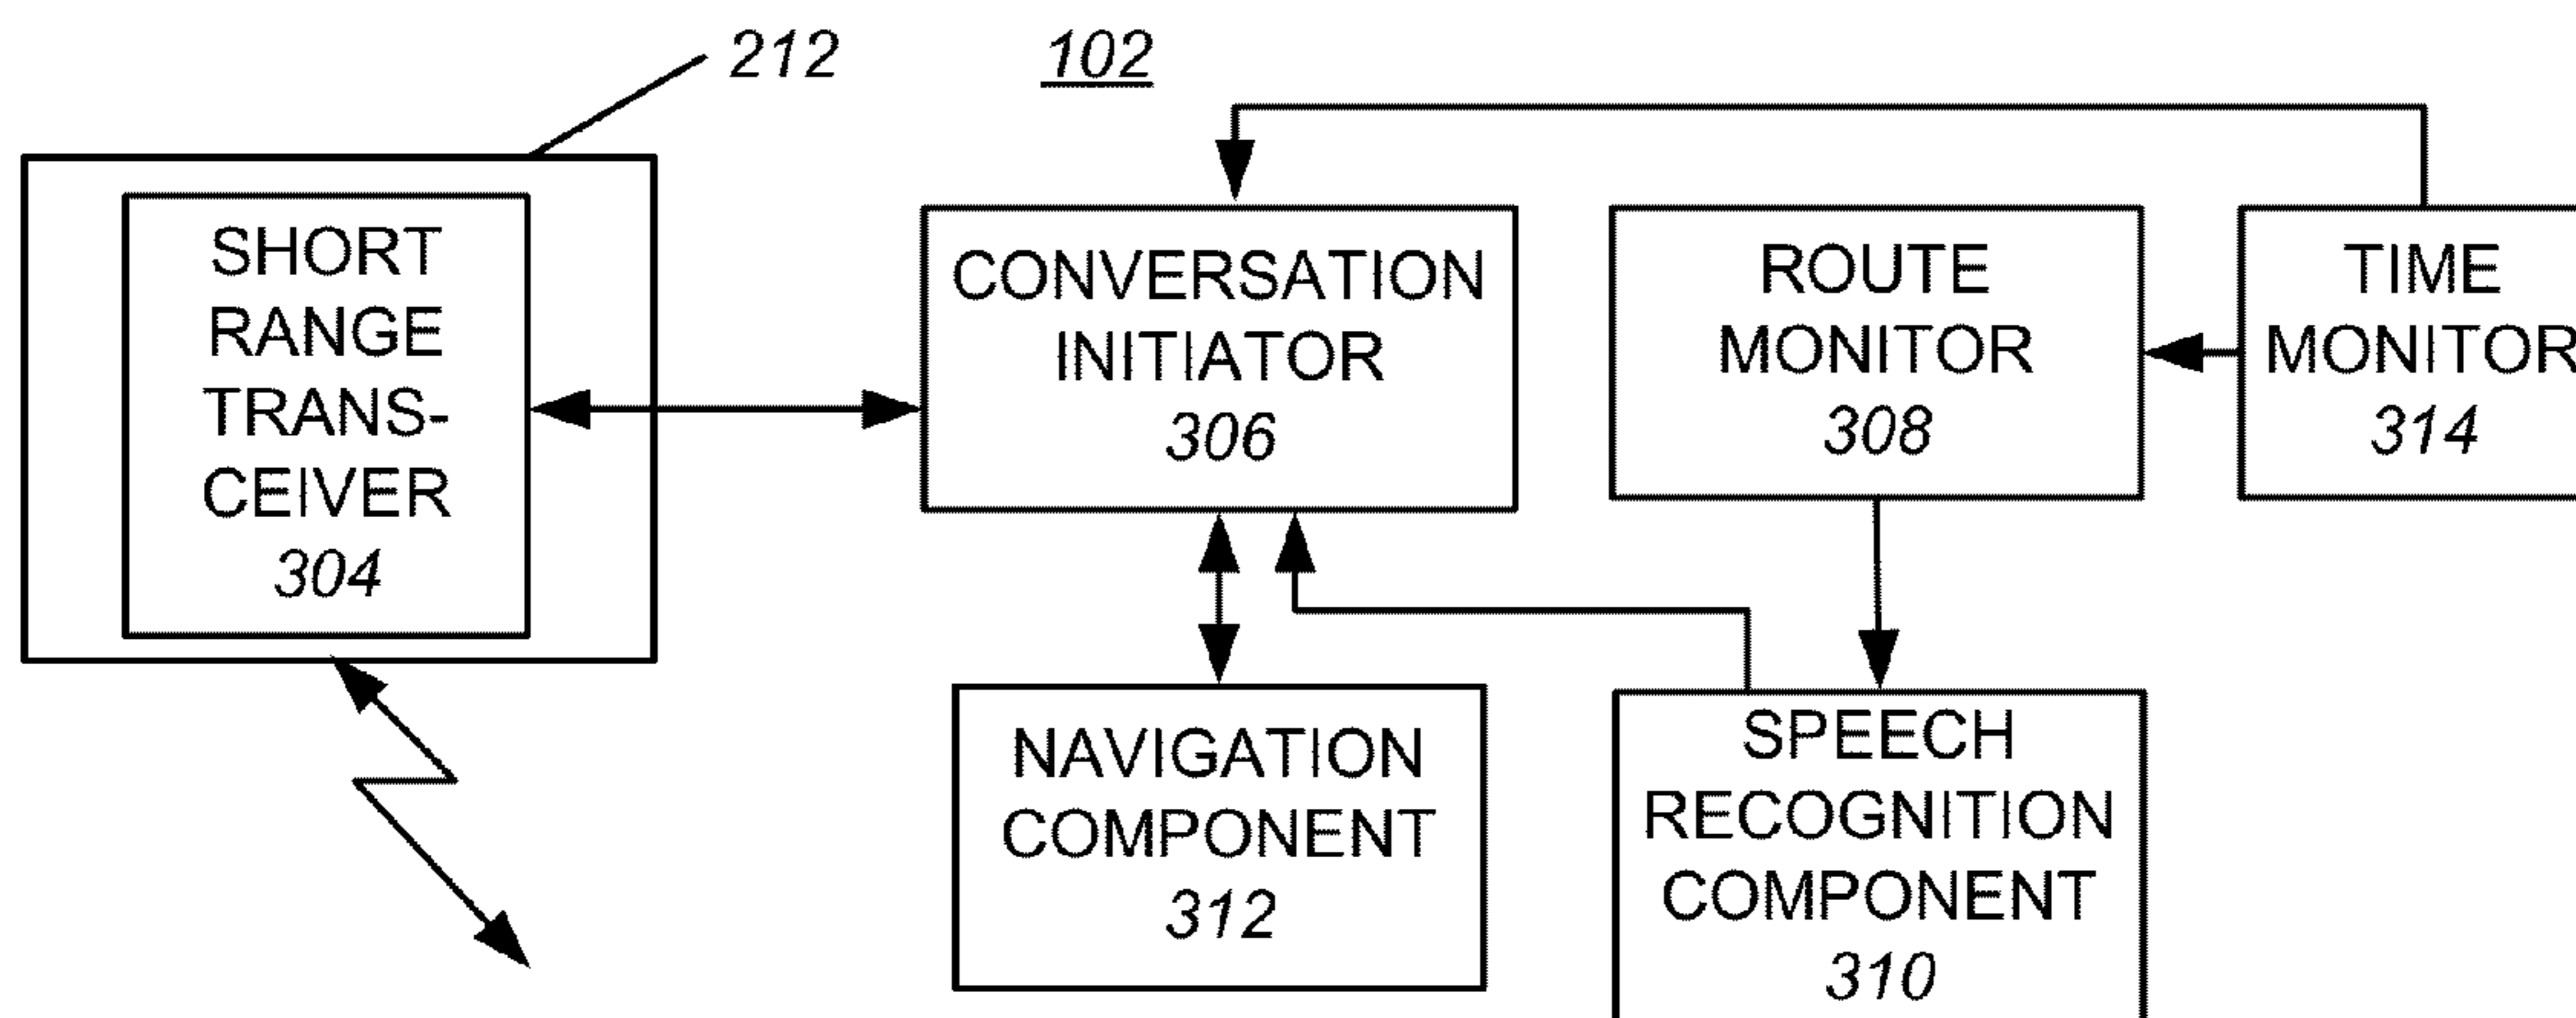 212
102
SHORT
RANGE
TRANS-
CEIVER
304
CONVERSATION
INITIATOR
306
ROUTE
MONITOR
308
TIME
MONITOR
314
NAVIGATION
COMPONENT
312
SPEECH
RECOGNITION
COMPONENT
310